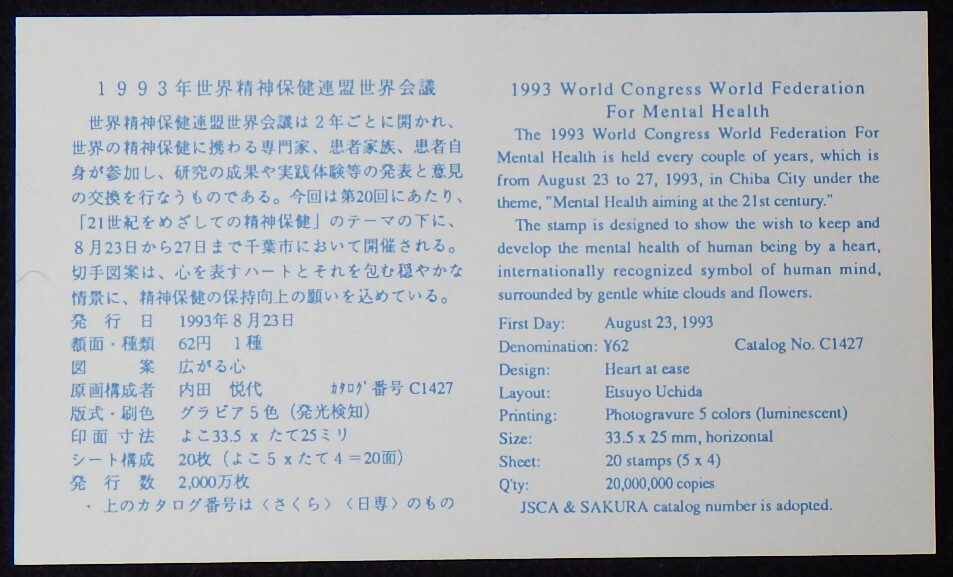 1993年世界精神保健連盟世界会議
世界精神保健連盟世界会議は2年ごとに開かれ、
世界の精神保健に携わる専門家、患者家族、患者自
身が参加し、研究の成果や実践体験等の発表と意見
の交換を行なうものである。今回は第20回にあたり、
「21世紀をめざしての精神保健」のテーマの下に、
8月23日から27日まで千葉市において開催される。
切手図案は、心を表すハートとそれを包む穏やかな
情景に、精神保健の保持向上の願いを込めている。
発行日 1993年8月23日
額面・種類 62円 1種
図案 広がる心
原画構成者 内田 悦代 カタログ番号 C1427
版式・刷色 グラビア5色（発光検知）
印面寸法 よこ33.5 x たて25ミリ
シート構成 20枚（よこ5xたて4=20面）
発行数 2,000万枚
・上のカタログ番号は〈さくら〉〈日専〉のもの
1993 World Congress World Federation
For Mental Health
The 1993 World Congress World Federation For
Mental Health is held every couple of years, which is
from August 23 to 27, 1993, in Chiba City under the
theme, "Mental Health aiming at the 21st century."
The stamp is designed to show the wish to keep and
develop the mental health of human being by a heart,
internationally recognized symbol of human mind,
surrounded by gentle white clouds and flowers.
First Day: August 23, 1993
Denomination: ¥62 Catalog No. C1427
Design: Heart at ease
Layout: Etsuyo Uchida
Printing: Photogravure 5 colors (luminescent)
Size: 33.5 x 25 mm, horizontal
Sheet: 20 stamps (5 x 4)
Q'ty: 20,000,000 copies
JSCA & SAKURA catalog number is adopted.